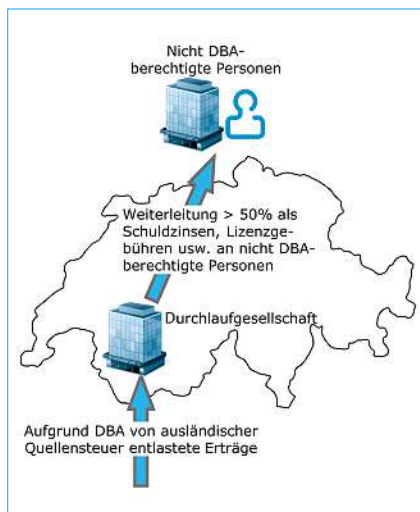 Nicht DBA-
berechtigte Personen
Weiterleitung > 50% als
Schuldzinsen, Lizenzge-
bühren usw. an nicht DBA-
berechtigte Personen
Durchlaufgesellschaft
Aufgrund DBA von ausländischer
Quellensteuer entlastete Erträge